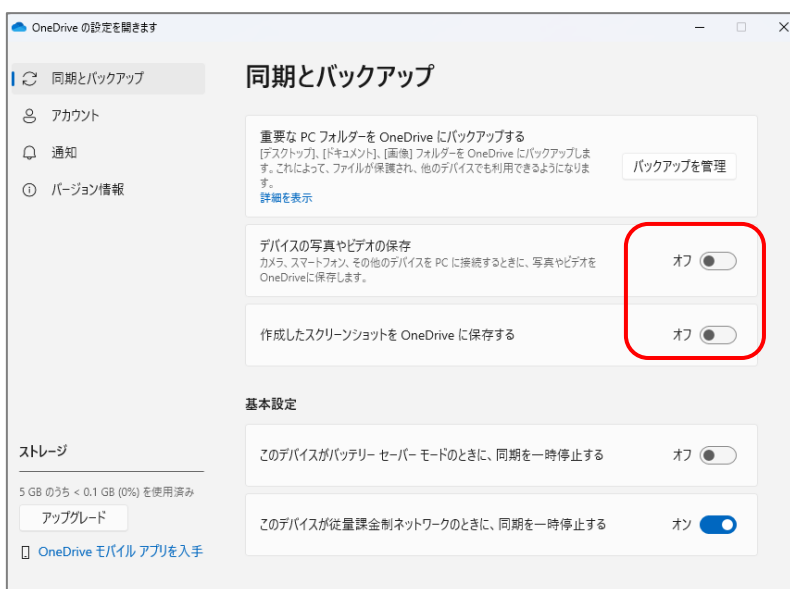 OneDrive の設定を開きます
同期とバックアップ
アカウント
通知
バージョン情報
ストレージ
5 GB のうち < 0.1 GB (0%) を使用済み
アップグレード
OneDrive モバイル アプリを入手
同期とバックアップ
重要な PC フォルダーを OneDrive にバックアップする
[デスクトップ]、[ドキュメント]、[画像] フォルダーを OneDrive にバックアップしま
す。これによって、ファイルが保護され、他のデバイスでも利用できるようになりま
す。
詳細を表示
バックアップを管理
デバイスの写真やビデオの保存
カメラ、スマートフォン、その他のデバイスを PC に接続するときに、写真やビデオを
OneDriveに保存します。
オフ
作成したスクリーンショットを OneDrive に保存する
オフ
基本設定
このデバイスがバッテリー セーバー モードのときに、同期を一時停止する
オフ
このデバイスが従量課金制ネットワークのときに、同期を一時停止する
オン